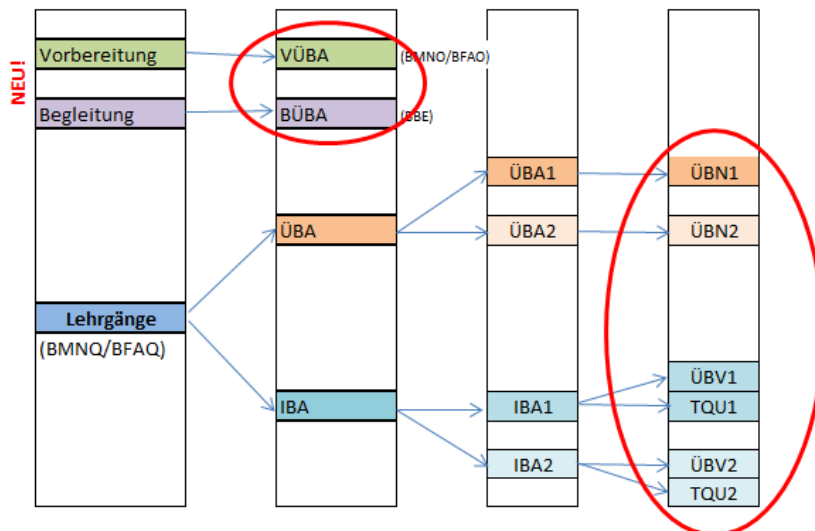 NEU!
Vorbereitung
VÜBA
(BMNO/BFAO)
Begleitung
BÜBA
(BBE)
ÜBA1
ÜBN1
ÜBA
ÜBA2
ÜBN2
Lehrgänge
(BMNQ/BFAQ)
ÜBV1
IBA
IBA1
TQU1
IBA2
ÜBV2
TQU2